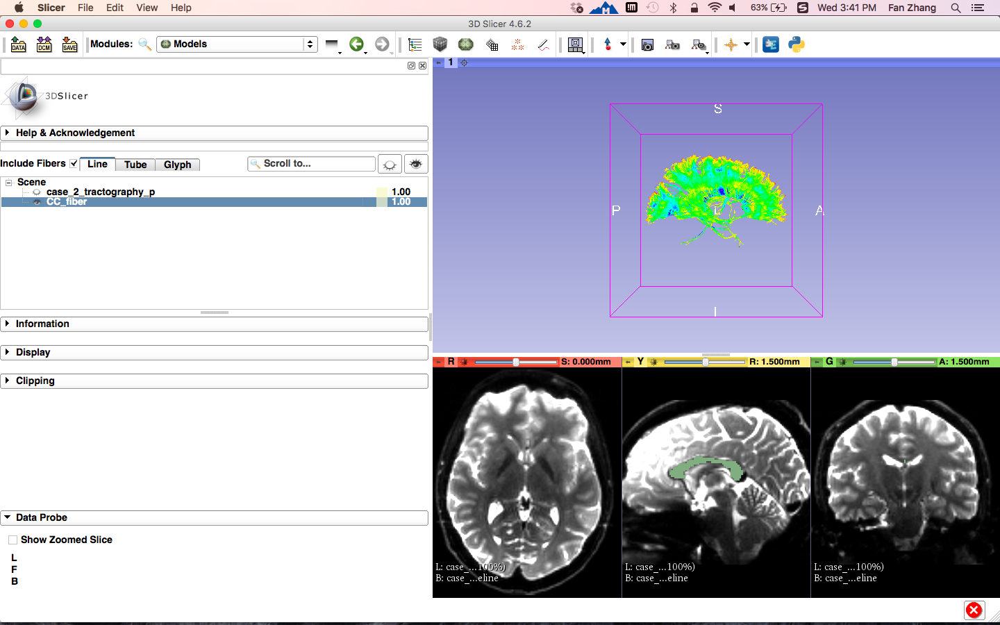 Slicer File Edit View Help 63% Wed 3:41 PM Fan Zhang
3D Slicer 4.6.2
DATA DCM SAVE Modules: Models
1
3DSlicer
Help & Acknowledgement
Include Fibers Line Tube Glyph Scroll to...
Scene
case_2_tractography_p 1.00
CC_fiber 1.00
Information
Display
Clipping
Data Probe
Show Zoomed Slice
L
F
B
S
P
A
I
R S: 0.000mm
Y R: 1.500mm
G A: 1.500mm
L: case_...100%)
B: case_...eline
L: case_...100%)
B: case_...eline
L: case_...100%)
B: case_...eline